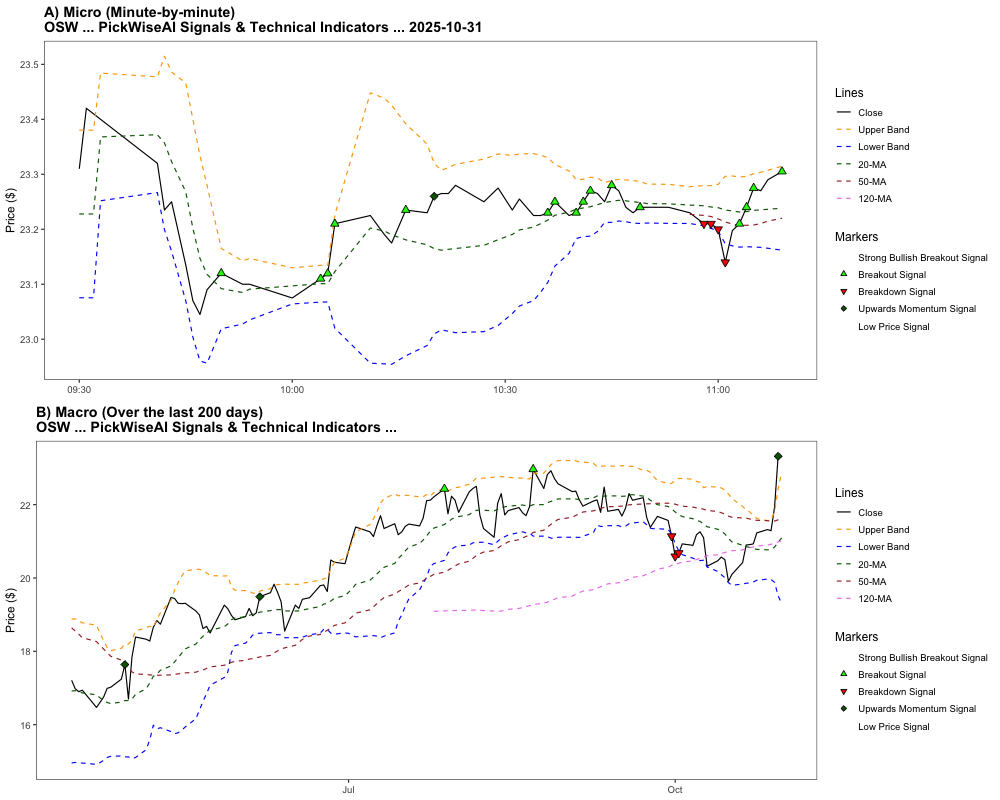 A) Micro (Minute-by-minute)
OSW ... PickWiseAI Signals & Technical Indicators ... 2025-10-31
Price ($)
23.5
23.4
23.3
23.2
23.1
23.0
09:30
10:00
10:30
11:00
Lines
Close
Upper Band
Lower Band
20-MA
50-MA
120-MA
Markers
Strong Bullish Breakout Signal
Breakout Signal
Breakdown Signal
Upwards Momentum Signal
Low Price Signal
B) Macro (Over the last 200 days)
OSW ... PickWiseAI Signals & Technical Indicators ...
Price ($)
22
20
18
16
Jul
Oct
Lines
Close
Upper Band
Lower Band
20-MA
50-MA
120-MA
Markers
Strong Bullish Breakout Signal
Breakout Signal
Breakdown Signal
Upwards Momentum Signal
Low Price Signal